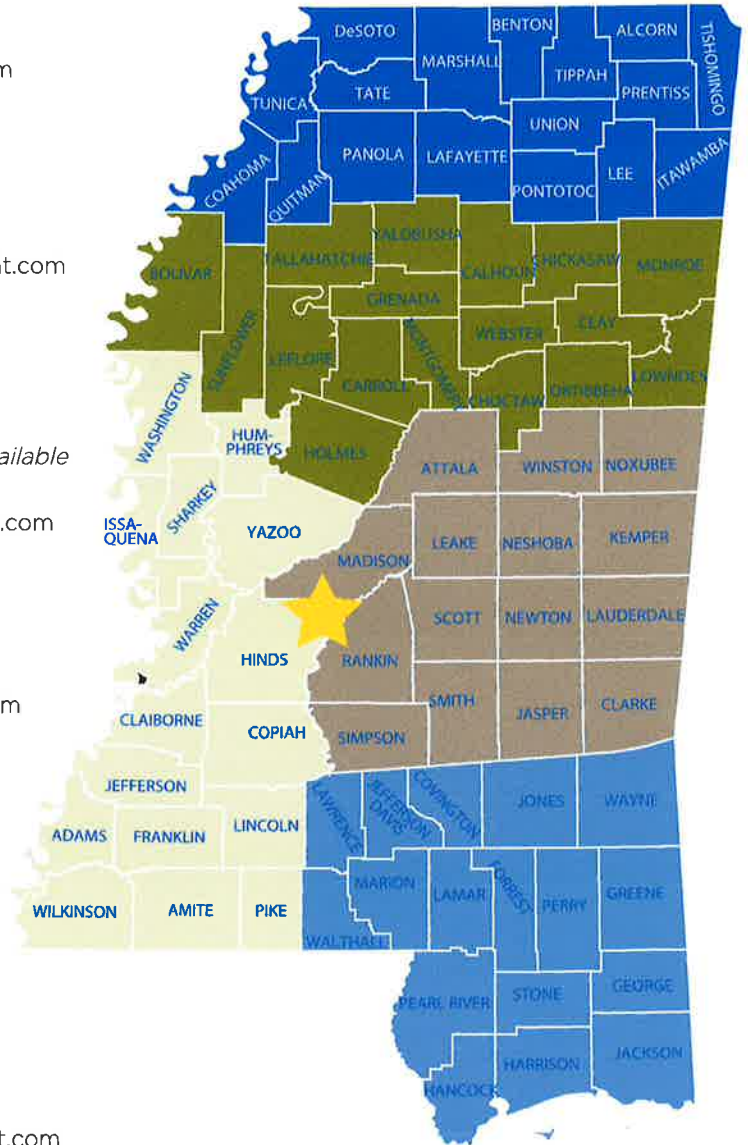 DeSOTO
BENTON
ALCORN
TISHOMINGO
MARSHALL
TIPPAH
m
TATE
PRENTISS
TUNICA
UNION
PANOLA
LAFAYETTE
LEE
ITAWAMBA
COAHOMA
QUITMAN
PONTOTOC
YALOBUSHA
TALLAHATCHIE
CHICKASAW
nt.com
BOLIVAR
CALHOUN
MONROE
GRENADA
WEBSTER
CLAY
SUNFLOWER
LEFLORE
MONTGOMERY
CARROLL
OKTIBBEHA
LOWNDES
CHOCTAW
WASHINGTON
HUM-
PHREYS
HOLMES
ailable
ATTALA
WINSTON
NOXUBEE
SHARKEY
.com
ISSA-
QUENA
YAZOO
LEAKE
NESHOBA
KEMPER
MADISON
WARREN
SCOTT
NEWTON
LAUDERDALE
HINDS
RANKIN
m
SMITH
JASPER
CLARKE
CLAIBORNE
COPIAH
SIMPSON
JEFFERSON
LAWRENCE
JEFFERSON
DAVIS
COVINGTON
JONES
WAYNE
ADAMS
FRANKLIN
LINCOLN
MARION
LAMAR
FORREST
PERRY
GREENE
WILKINSON
AMITE
PIKE
WALTHALL
PEARL RIVER
STONE
GEORGE
HARRISON
JACKSON
HANCOCK
t.com